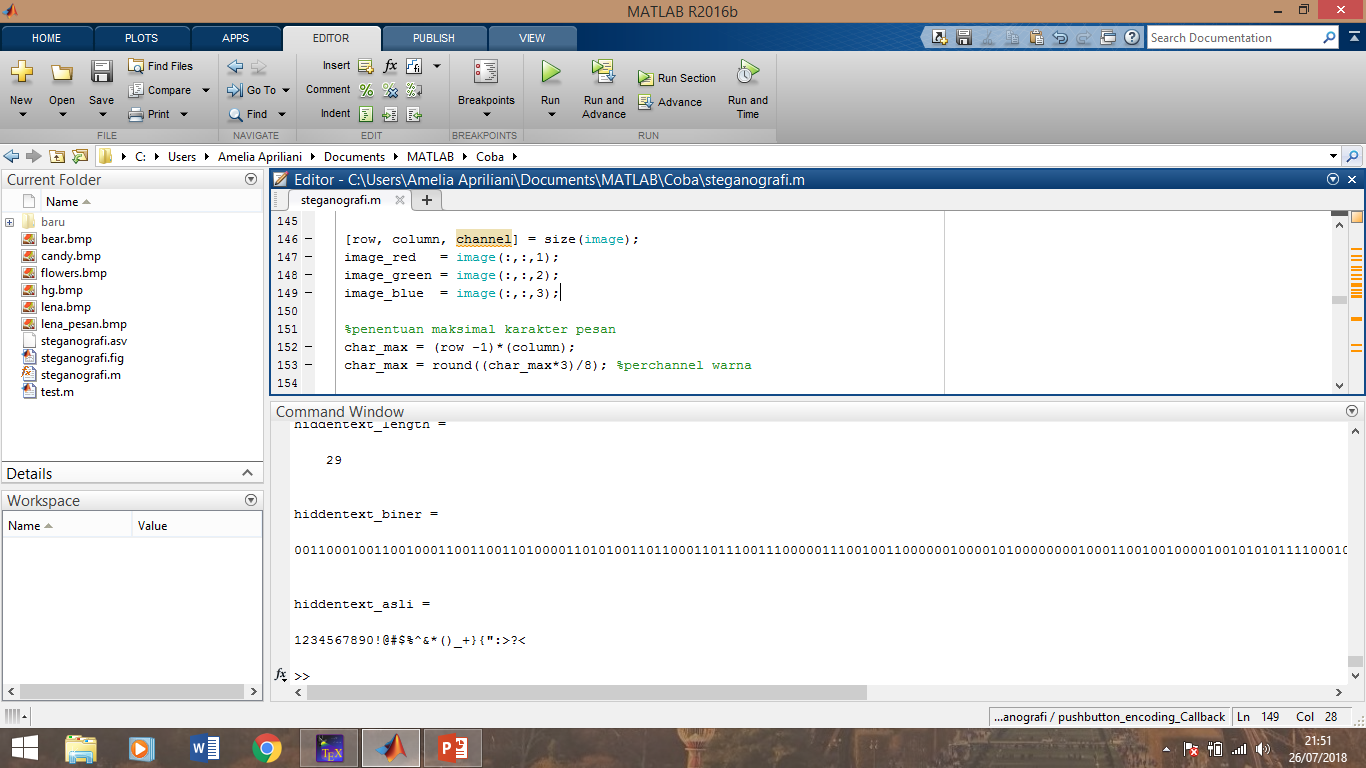 MATLAB R2016b
HOME PLOTS APPS EDITOR PUBLISH VIEW
Search Documentation
New Open Save Find Files Compare Print
FILE
Go To Find
NAVIGATE
Insert fx
Comment
Indent
EDIT
Breakpoints
BREAKPOINTS
Run Run and Advance Run Section Advance Run and Time
RUN
C: Users Amelia Apriliani Documents MATLAB Coba
Current Folder
Name
baru
bear.bmp
candy.bmp
flowers.bmp
hg.bmp
lena.bmp
lena_pesan.bmp
steganografi.asv
steganografi.fig
steganografi.m
test.m
Details
Workspace
Name Value
Editor - C:\Users\Amelia Apriliani\Documents\MATLAB\Coba\steganografi.m
steganografi.m
145
146 – [row, column, channel] = size(image);
147 – image_red   = image(:,:,1);
148 – image_green = image(:,:,2);
149 – image_blue  = image(:,:,3);
150
151 %penentuan maksimal karakter pesan
152 – char_max = (row -1)*(column);
153 – char_max = round((char_max*3)/8); %perchannel warna
154
Command Window
hiddentext_length =
29
hiddentext_biner =
hiddentext_asli =
1234567890!@#$%^&*()_+}{":>?<
fx >>
...anografi / pushbutton_encoding_Callback Ln 149 Col 28
21:51
26/07/2018